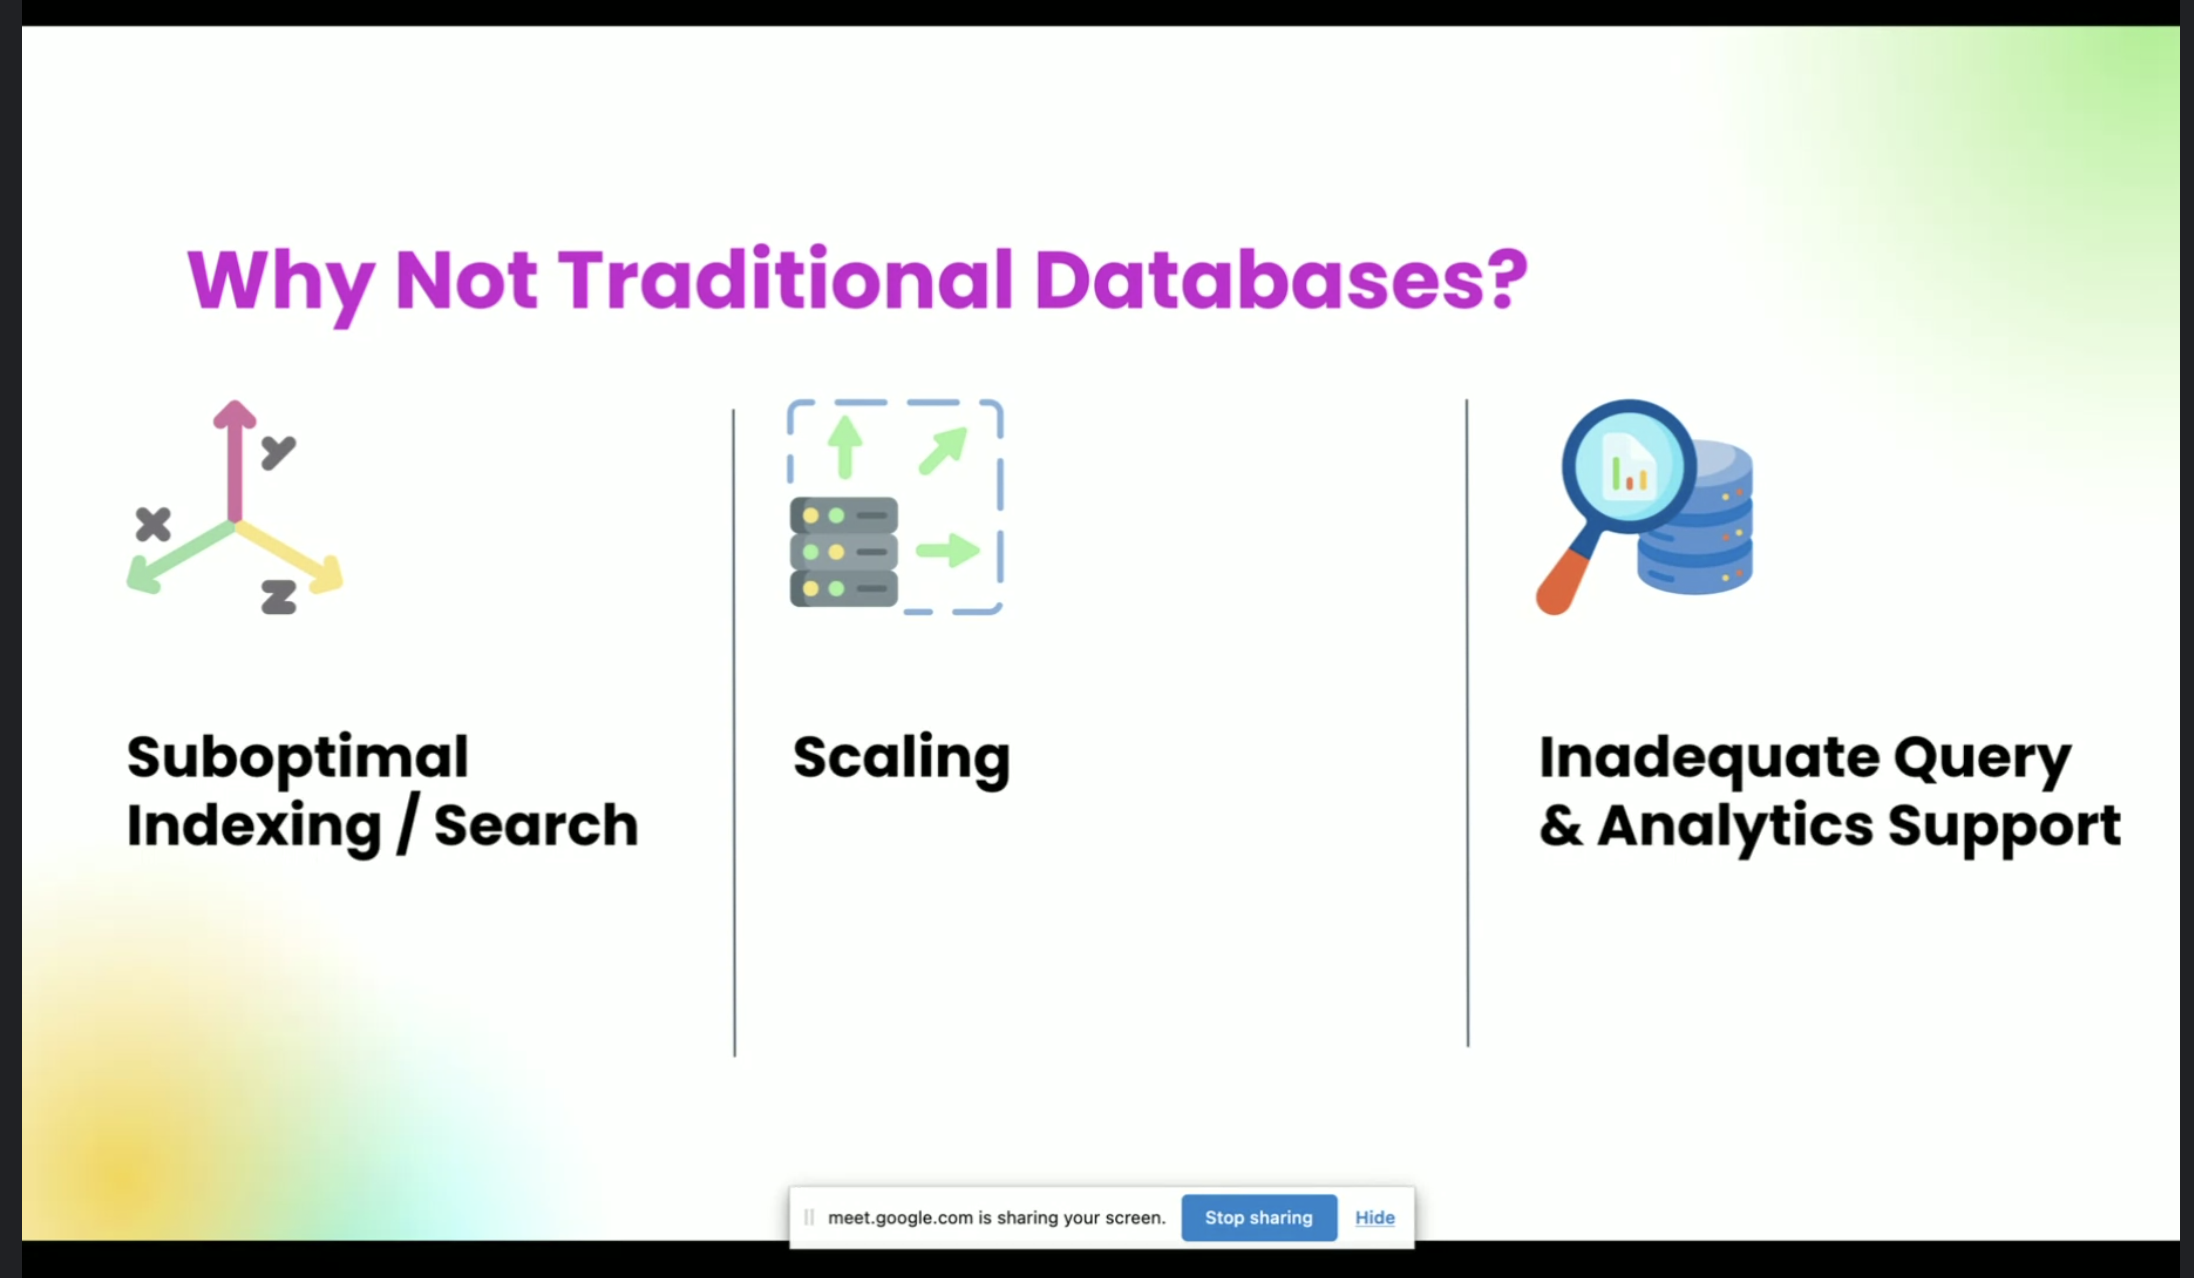 Why Not Traditional Databases?
Y
X
Z
Suboptimal
Indexing / Search
Scaling
Inadequate Query
& Analytics Support
meet.google.com is sharing your screen.
Stop sharing
Hide